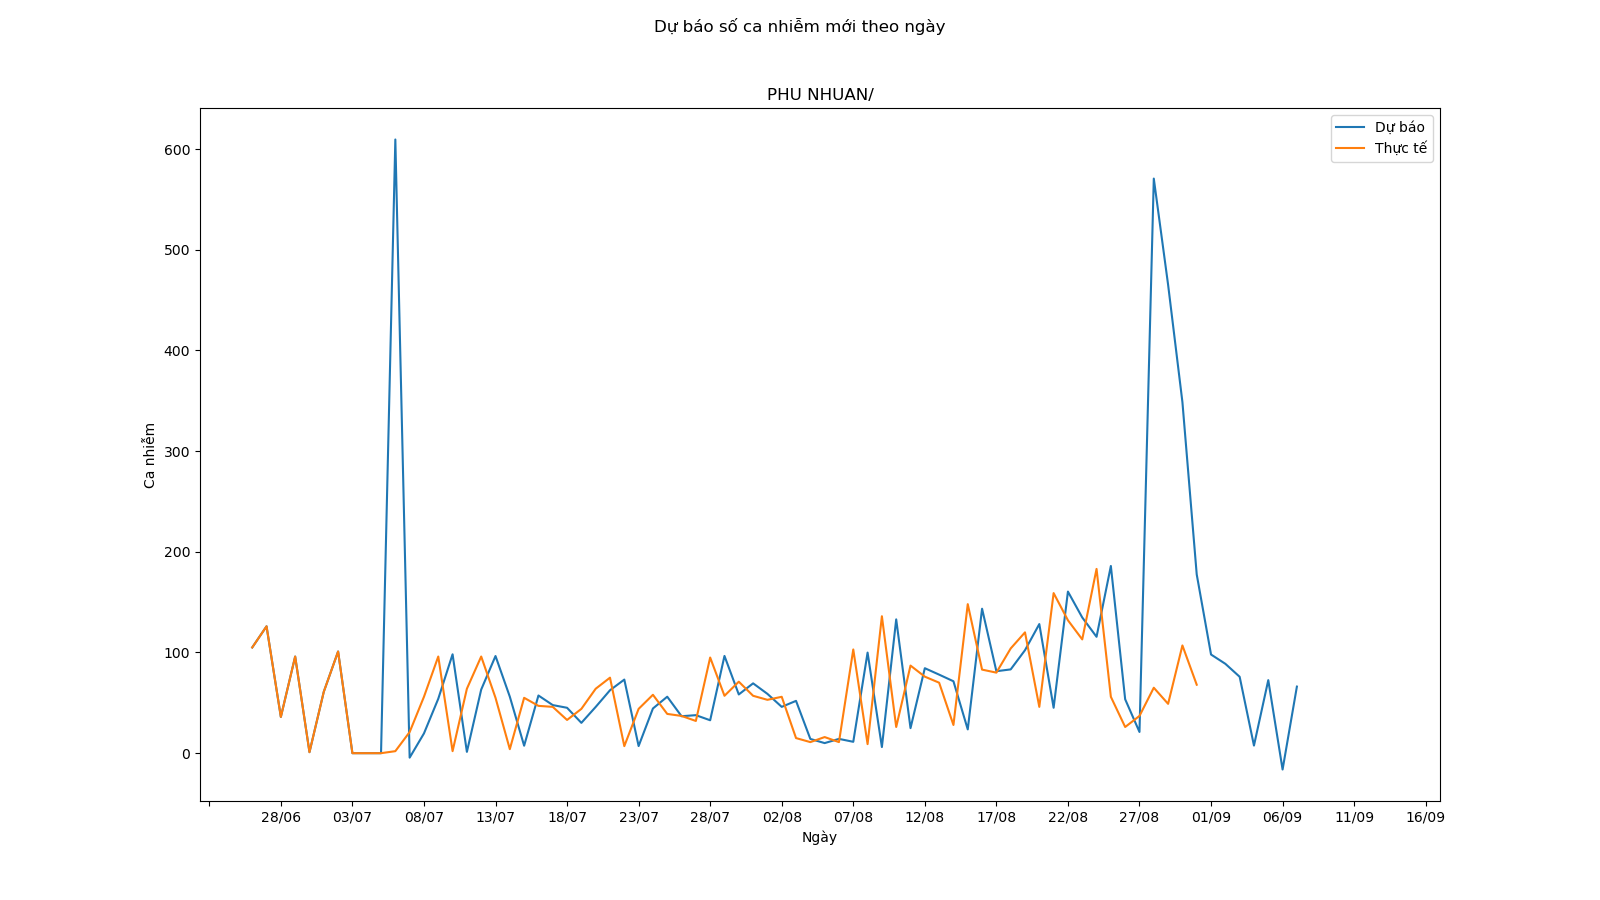 Dự báo số ca nhiễm mới theo ngày
PHU NHUAN/
Dự báo
Thực tế
600
500
400
300
200
100
0
Ca nhiễm
28/06 03/07 08/07 13/07 18/07 23/07 28/07 02/08 07/08 12/08 17/08 22/08 27/08 01/09 06/09 11/09 16/09
Ngày